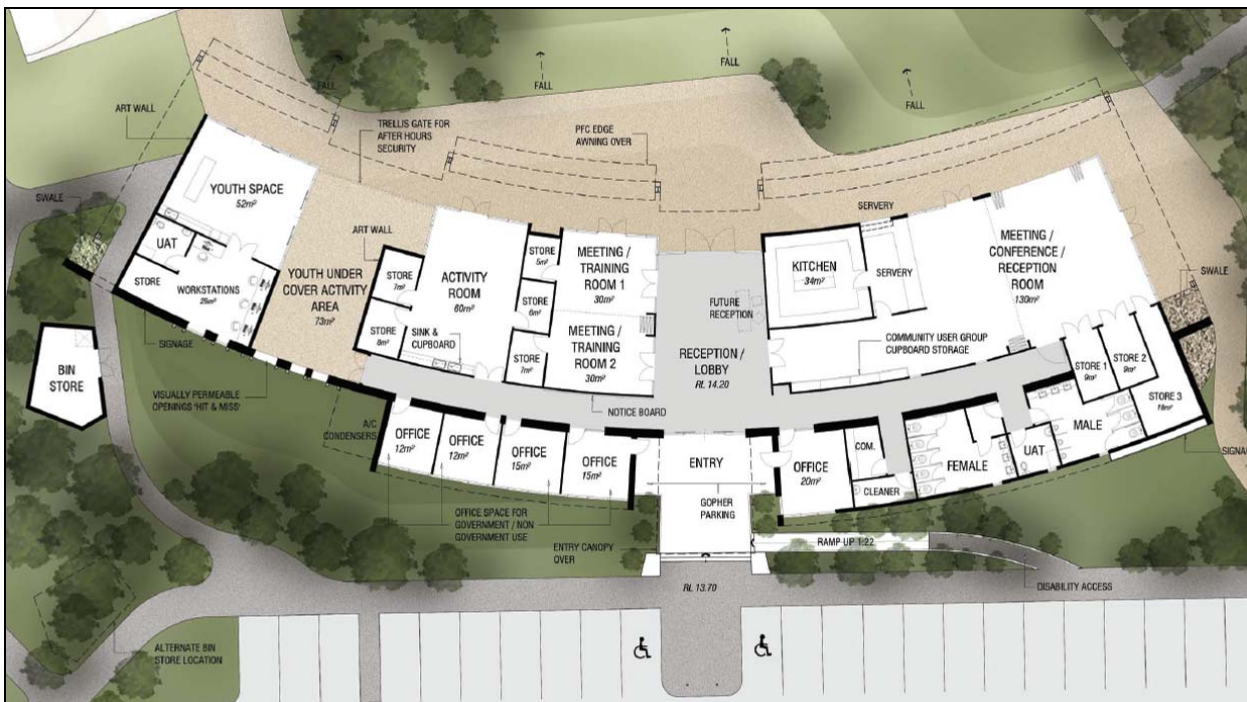 FALL
FALL
FALL
FALL
ART WALL
TRELLIS GATE FOR
AFTER HOURS
SECURITY
PFC EDGE
AWNING OVER
SWALE
YOUTH SPACE
52m²
UAT
STORE
WORKSTATIONS
ART WALL
YOUTH UNDER
COVER ACTIVITY
AREA
73m²
STORE
7m²
STORE
8m²
ACTIVITY
ROOM
60m²
SINK &
CUPBOARD
STORE
5m²
STORE
6m²
STORE
7m²
MEETING /
TRAINING
ROOM 1
30m²
MEETING /
TRAINING
ROOM 2
30m²
FUTURE
RECEPTION
RECEPTION /
LOBBY
RL 14.20
KITCHEN
34m²
SERVERY
SERVERY
MEETING /
CONFERENCE /
RECEPTION
ROOM
130m²
SWALE
COMMUNITY USER GROUP
CUPBOARD STORAGE
STORE 1
9m²
STORE 2
9m²
STORE 3
18m²
SIGNAGE
BIN
STORE
VISUALLY PERMEABLE
OPENINGS 'HIT & MISS'
A/C
CONDENSERS
NOTICE BOARD
OFFICE
12m²
OFFICE
12m²
OFFICE
15m²
OFFICE
15m²
ENTRY
OFFICE
20m²
COM.
CLEANER
FEMALE
UAT
MALE
SIGNA
GOPHER
PARKING
OFFICE SPACE FOR
GOVERNMENT / NON
GOVERNMENT USE
ENTRY CANOPY
OVER
RAMP UP 1:22
RL 13.70
DISABILITY ACCESS
ALTERNATE BIN
STORE LOCATION